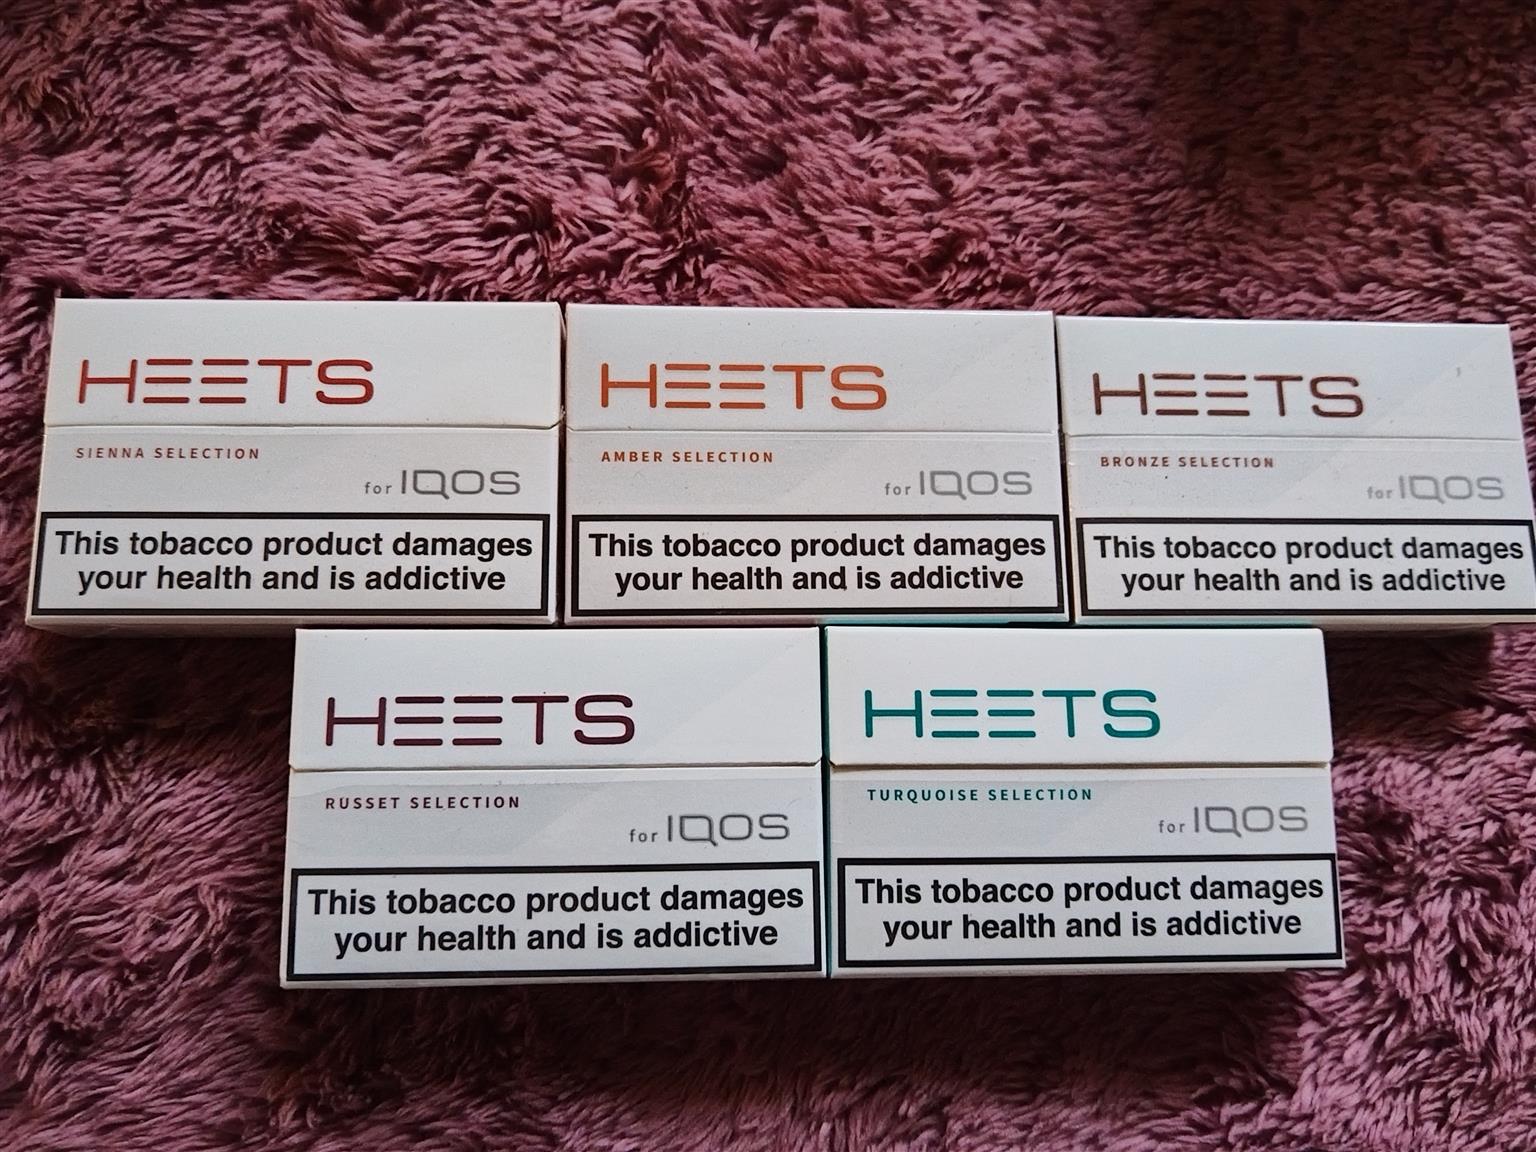 HEETS
SIENNA SELECTION
for IQOS
This tobacco product damages
your health and is addictive
HEETS
AMBER SELECTION
for IQOS
This tobacco product damages
your health and is addictive
HEETS
BRONZE SELECTION
for IQOS
This tobacco product damages
your health and is addictive
HEETS
RUSSET SELECTION
for IQOS
This tobacco product damages
your health and is addictive
HEETS
TURQUOISE SELECTION
for IQOS
This tobacco product damages
your health and is addictive